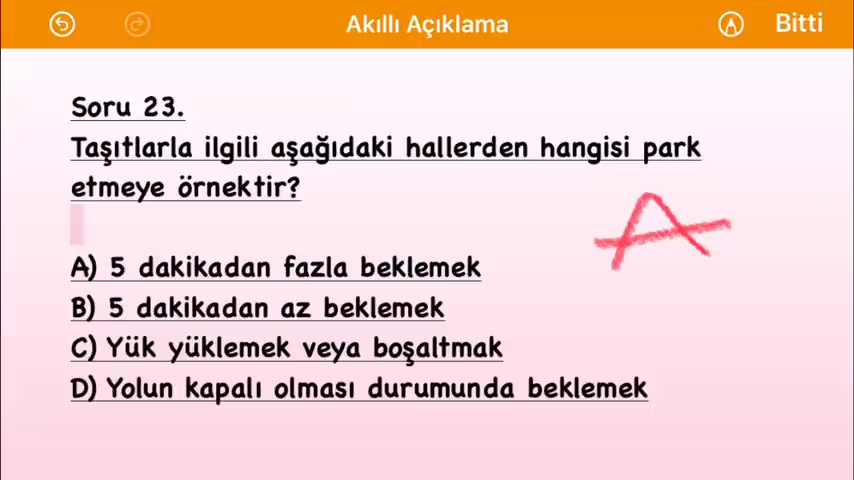 Akıllı Açıklama
Bitti
Soru 23.
Taşıtlarla ilgili aşağıdaki hallerden hangisi park
etmeye örnektir?
A
A) 5 dakikadan fazla beklemek
B) 5 dakikadan az beklemek
C) Yük yüklemek veya boşaltmak
D) Yolun kapalı olması durumunda beklemek